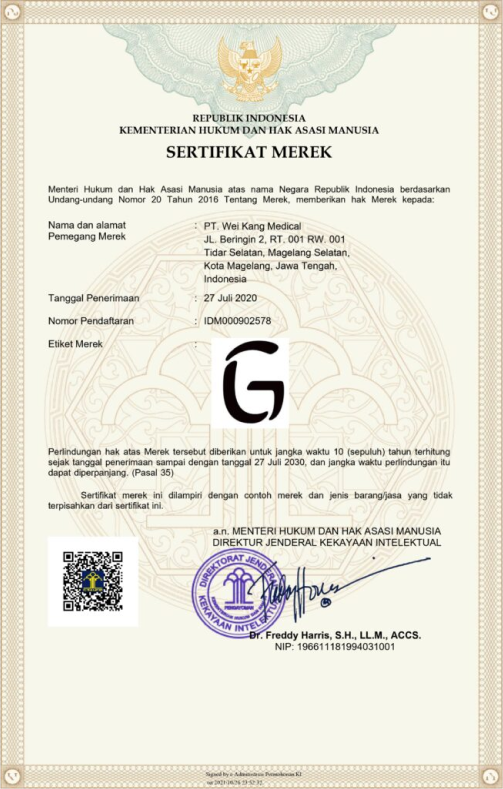 REPUBLIK INDONESIA
KEMENTERIAN HUKUM DAN HAK ASASI MANUSIA
SERTIFIKAT MEREK
Menteri Hukum dan Hak Asasi Manusia atas nama Negara Republik Indonesia berdasarkan
Undang-undang Nomor 20 Tahun 2016 Tentang Merek, memberikan hak Merek kepada:
Nama dan alamat : PT. Wei Kang Medical
Pemegang Merek JL. Beringin 2, RT. 001 RW. 001
Tidar Selatan, Magelang Selatan,
Kota Magelang, Jawa Tengah,
Indonesia
Tanggal Penerimaan : 27 Juli 2020
Nomor Pendaftaran : IDM000902578
Etiket Merek :
G
Perlindungan hak atas Merek tersebut diberikan untuk jangka waktu 10 (sepuluh) tahun terhitung
sejak tanggal penerimaan sampai dengan tanggal 27 Juli 2030, dan jangka waktu perlindungan itu
dapat diperpanjang. (Pasal 35)
Sertifikat merek ini dilampiri dengan contoh merek dan jenis barang/jasa yang tidak
terpisahkan dari sertifikat ini.
a.n. MENTERI HUKUM DAN HAK ASASI MANUSIA
DIREKTUR JENDERAL KEKAYAAN INTELEKTUAL
DIREKTORAT JENDERAL
PENGAYOMAN
KEKAYAAN INTELEKTUAL
Dr. Freddy Harris, S.H., LL.M., ACCS.
NIP: 196611181994031001